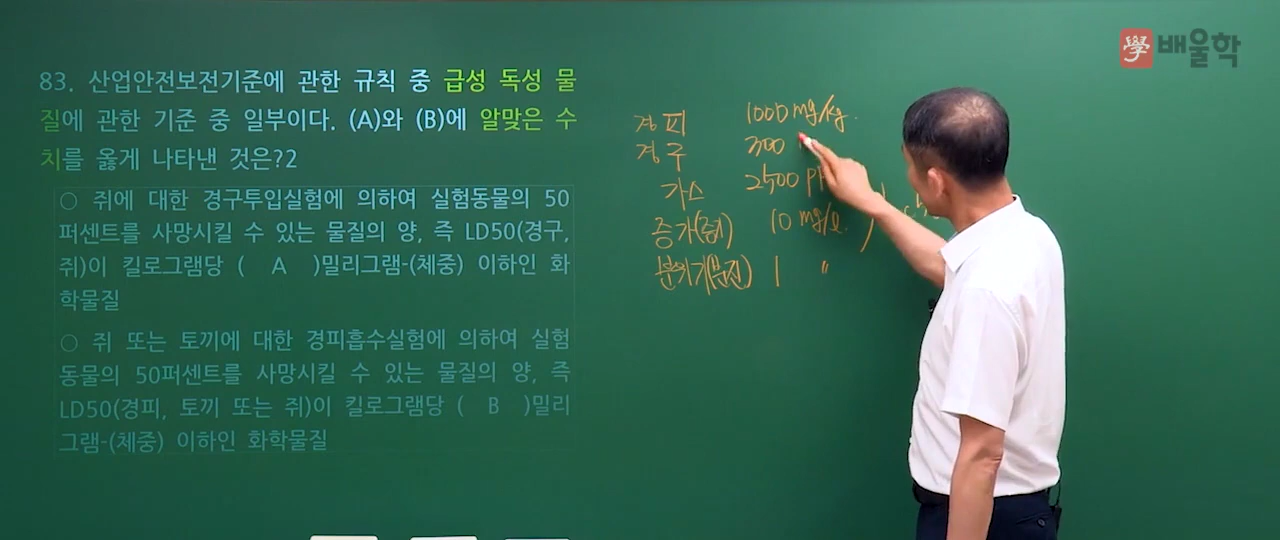 學 배울학
83. 산업안전보전기준에 관한 규칙 중 급성 독성 물
질에 관한 기준 중 일부이다. (A)와 (B)에 알맞은 수
치를 옳게 나타낸 것은?2
○ 쥐에 대한 경구투입실험에 의하여 실험동물의 50
퍼센트를 사망시킬 수 있는 물질의 양, 즉 LD50(경구,
쥐)이 킬로그램당 ( A )밀리그램-(체중) 이하인 화
학물질
○ 쥐 또는 토끼에 대한 경피흡수실험에 의하여 실험
동물의 50퍼센트를 사망시킬 수 있는 물질의 양, 즉
LD50(경피, 토끼 또는 쥐)이 킬로그램당 ( B )밀리
그램-(체중) 이하인 화학물질
경피 1000 mg/kg.
경구 300
가스 2500 PP
증기(증기) 10 mg/l.
분위기(분진) 1 〃